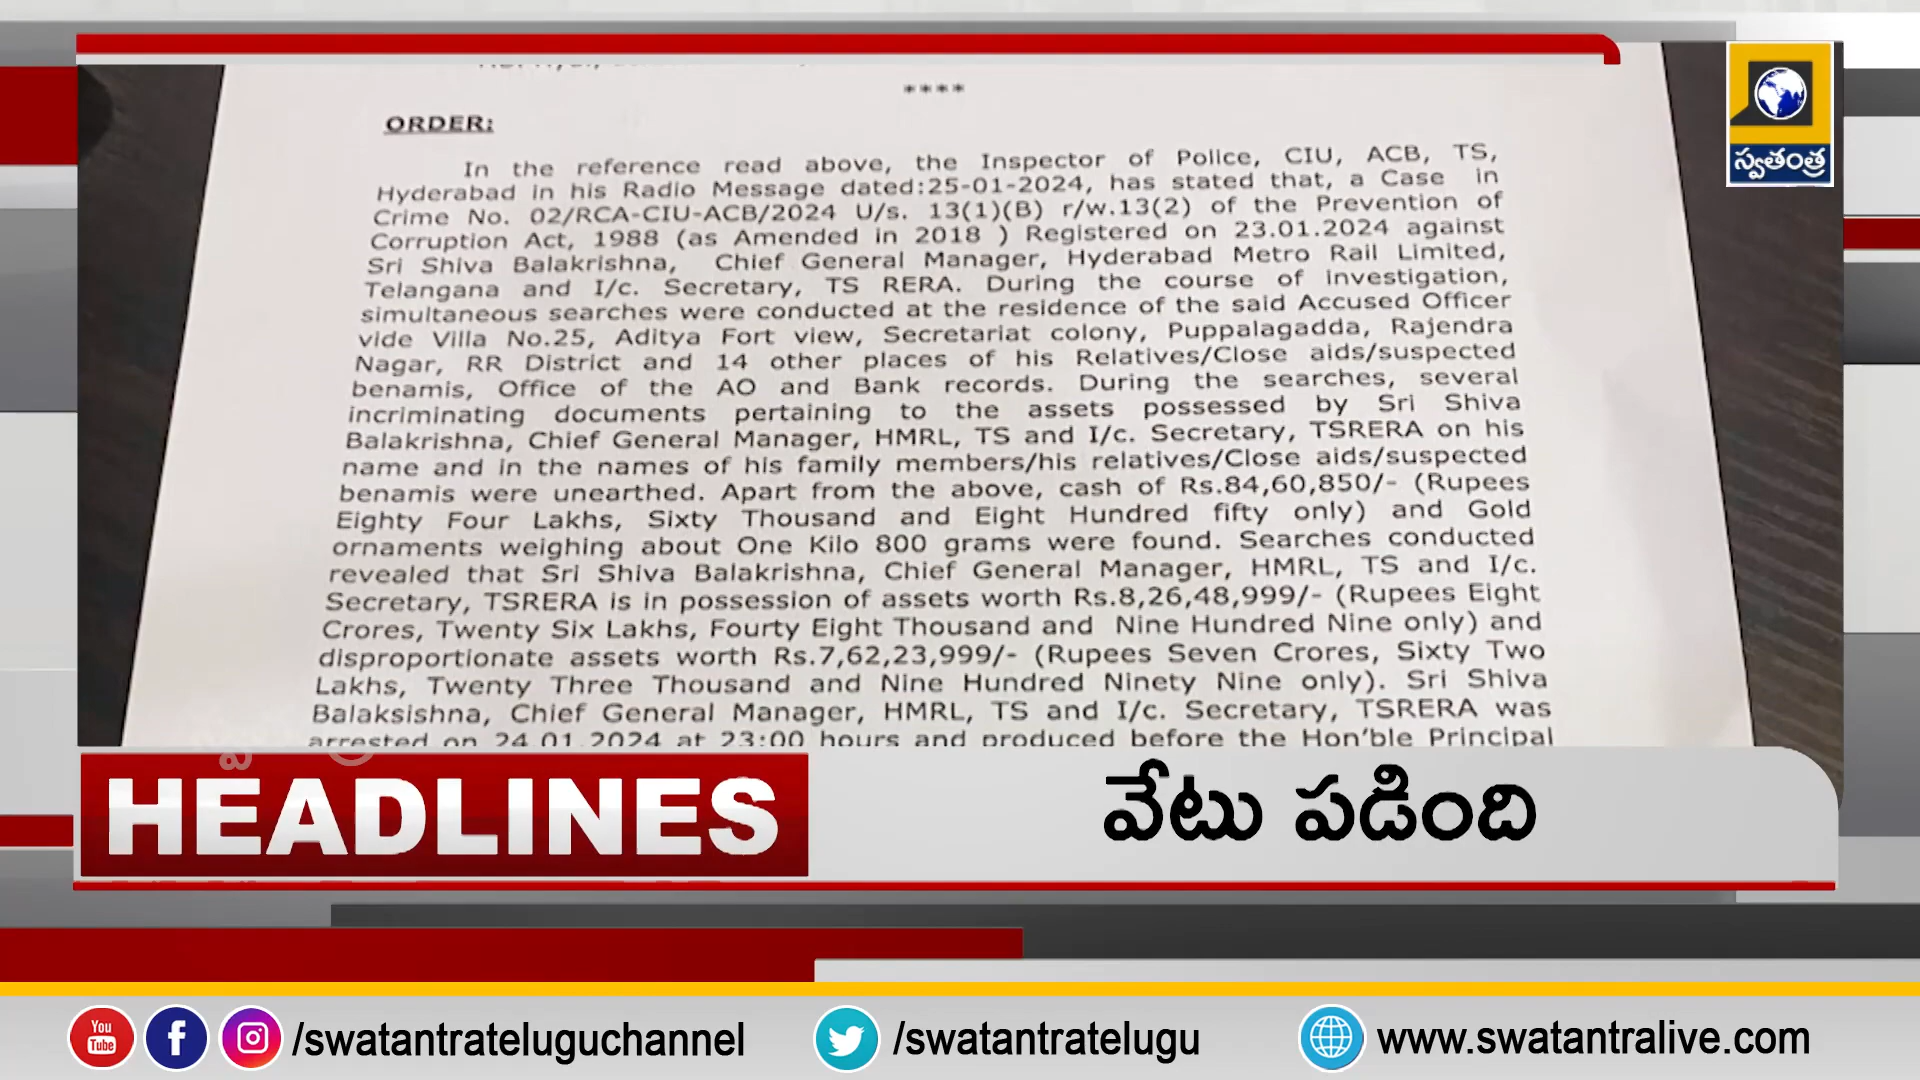 ****
ORDER:
In the reference read above, the Inspector of Police, CIU, ACB, TS,
Hyderabad in his Radio Message dated:25-01-2024, has stated that, a Case in
Crime No. 02/RCA-CIU-ACB/2024 U/s. 13(1)(B) r/w.13(2) of the Prevention of
Corruption Act, 1988 (as Amended in 2018 ) Registered on 23.01.2024 against
Sri Shiva Balakrishna, Chief General Manager, Hyderabad Metro Rail Limited,
Telangana and I/c. Secretary, TS RERA. During the course of investigation,
simultaneous searches were conducted at the residence of the said Accused Officer
vide Villa No.25, Aditya Fort view, Secretariat colony, Puppalagadda, Rajendra
Nagar, RR District and 14 other places of his Relatives/Close aids/suspected
benamis, Office of the AO and Bank records. During the searches, several
incriminating documents pertaining to the assets possessed by Sri Shiva
Balakrishna, Chief General Manager, HMRL, TS and I/c. Secretary, TSRERA on his
name and in the names of his family members/his relatives/Close aids/suspected
benamis were unearthed. Apart from the above, cash of Rs.84,60,850/- (Rupees
Eighty Four Lakhs, Sixty Thousand and Eight Hundred fifty only) and Gold
ornaments weighing about One Kilo 800 grams were found. Searches conducted
revealed that Sri Shiva Balakrishna, Chief General Manager, HMRL, TS and I/c.
Secretary, TSRERA is in possession of assets worth Rs.8,26,48,999/- (Rupees Eight
Crores, Twenty Six Lakhs, Fourty Eight Thousand and Nine Hundred Nine only) and
disproportionate assets worth Rs.7,62,23,999/- (Rupees Seven Crores, Sixty Two
Lakhs, Twenty Three Thousand and Nine Hundred Ninety Nine only). Sri Shiva
Balaksishna, Chief General Manager, HMRL, TS and I/c. Secretary, TSRERA was
arrested on 24.01.2024 at 23:00 hours and produced before the Hon'ble Principal
స్వతంత్ర
HEADLINES
వేటు పడింది
You Tube
/swatantrateluguchannel
/swatantratelugu
www.swatantralive.com